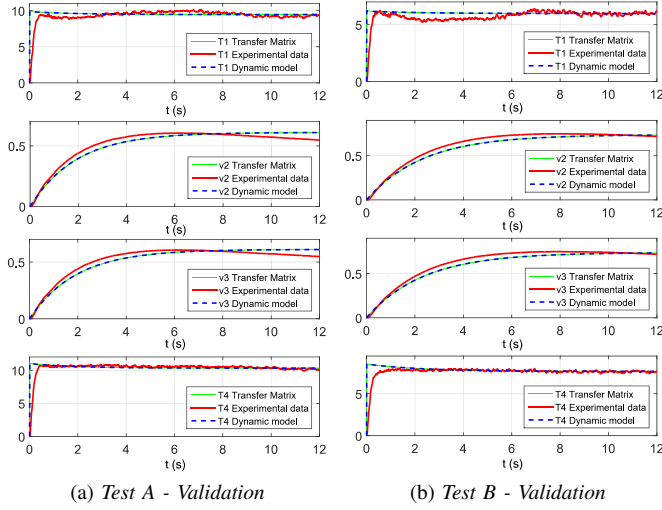 10
5
0
T1 Transfer Matrix
T1 Experimental data
T1 Dynamic model
0 2 4 6 8 10 12
t (s)
0.5
0
v2 Transfer Matrix
v2 Experimental data
v2 Dynamic model
0 2 4 6 8 10 12
t (s)
0.5
0
v3 Transfer Matrix
v3 Experimental data
v3 Dynamic model
0 2 4 6 8 10 12
t (s)
10
5
0
T4 Transfer Matrix
T4 Experimental data
T4 Dynamic model
0 2 4 6 8 10 12
t (s)
(a) Test A - Validation
5
0
T1 Transfer Matrix
T1 Experimental data
T1 Dynamic model
0 2 4 6 8 10 12
t (s)
0.5
0
v2 Transfer Matrix
v2 Experimental data
v2 Dynamic model
0 2 4 6 8 10 12
t (s)
0.5
0
v3 Transfer Matrix
v3 Experimental data
v3 Dynamic model
0 2 4 6 8 10 12
t (s)
5
0
T4 Transfer Matrix
T4 Experimental data
T4 Dynamic model
0 2 4 6 8 10 12
t (s)
(b) Test B - Validation